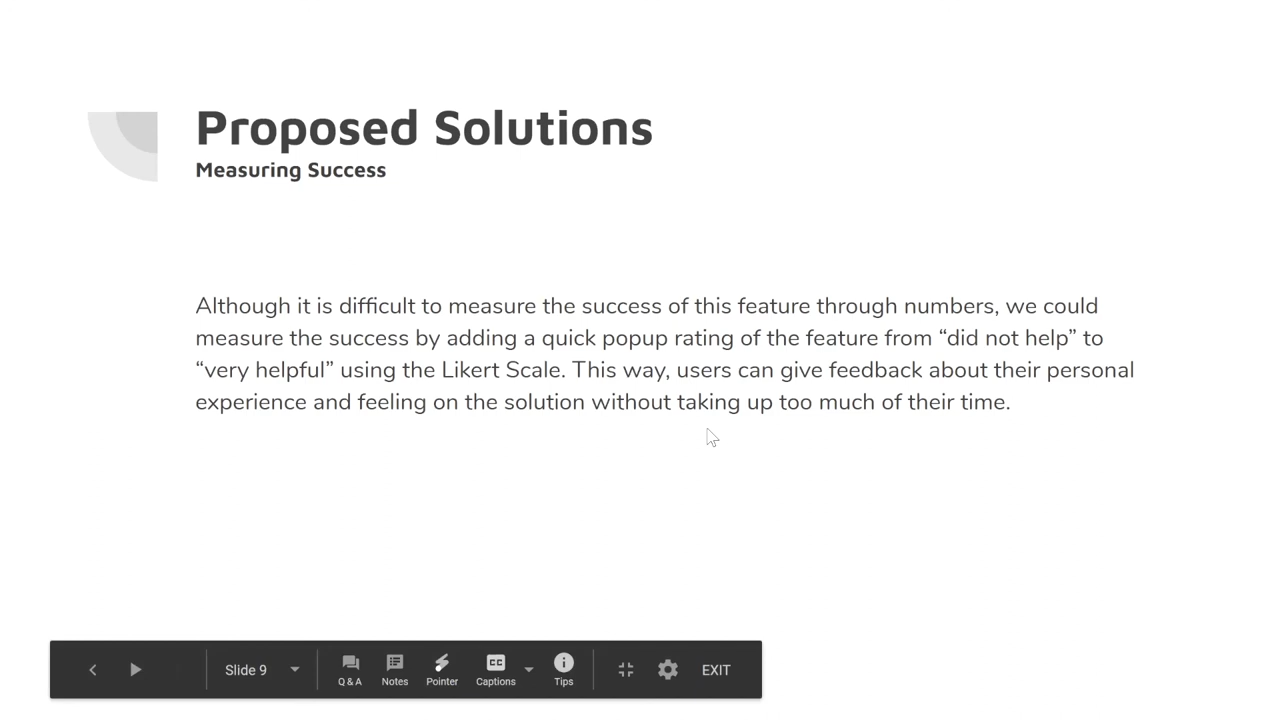 Proposed Solutions
Measuring Success
Although it is difficult to measure the success of this feature through numbers, we could
measure the success by adding a quick popup rating of the feature from “did not help” to
“very helpful” using the Likert Scale. This way, users can give feedback about their personal
experience and feeling on the solution without taking up too much of their time.
Slide 9
Q & A
Notes
Pointer
CC
Captions
Tips
EXIT